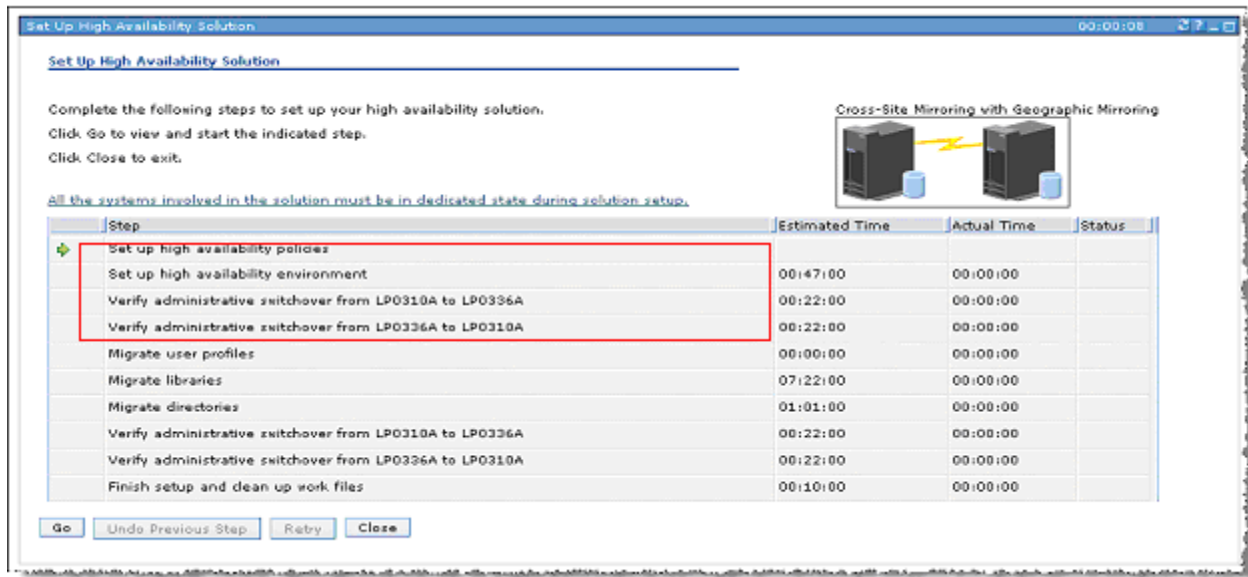 Set Up High Availability Solution 00:00:08
Set Up High Availability Solution
Complete the following steps to set up your high availability solution.
Click Go to view and start the indicated step.
Click Close to exit.
Cross-Site Mirroring with Geographic Mirroring
All the systems involved in the solution must be in dedicated state during solution setup.
Step Estimated Time Actual Time Status
Set up high availability policies
Set up high availability environment 00:47:00 00:00:00
Verify administrative switchover from LP0310A to LP0336A 00:22:00 00:00:00
Verify administrative switchover from LP0336A to LP0310A 00:22:00 00:00:00
Migrate user profiles 00:00:00 00:00:00
Migrate libraries 07:22:00 00:00:00
Migrate directories 01:01:00 00:00:00
Verify administrative switchover from LP0310A to LP0336A 00:22:00 00:00:00
Verify administrative switchover from LP0336A to LP0310A 00:22:00 00:00:00
Finish setup and clean up work files 00:10:00 00:00:00
Go Undo Previous Step Retry Close